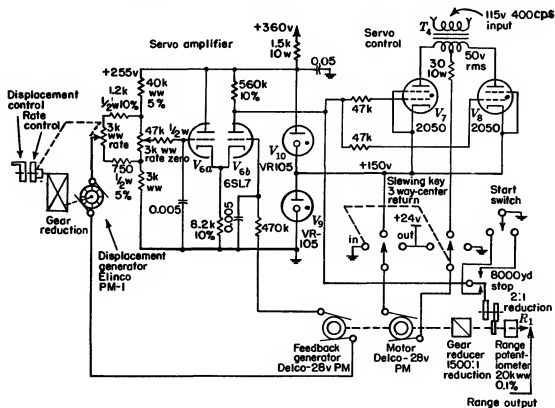 +360v
1.5k
10w
0.05
Servo amplifier
Servo
control
T4
115v 400cps
input
50v
rms
30
10w
Displacement
control
Rate control
+255v
1.2k
1/2w 10%
40k
ww
5%
560k
10%
3k
ww
47k
1/2w
3k ww
rate zero
V6a
V6b
6SL7
V10
VR105
47k
47k
V7
2050
V8
2050
750
1/2w
5%
3k
ww
+150v
V9
VR-
105
Gear
reduction
0.005
8.2k
10%
0.005
470k
Slewing key
3 way-center
return
+24v
in
out
Start
switch
8000yd
stop
2:1
reduction
R1
Displacement
generator
Elinco
PM-1
Feedback
generator
Delco-28v PM
Motor
Delco-28v
PM
Gear
reducer
1500:1
reduction
Range
potent-
iometer
20k ww
0.1%
Range output